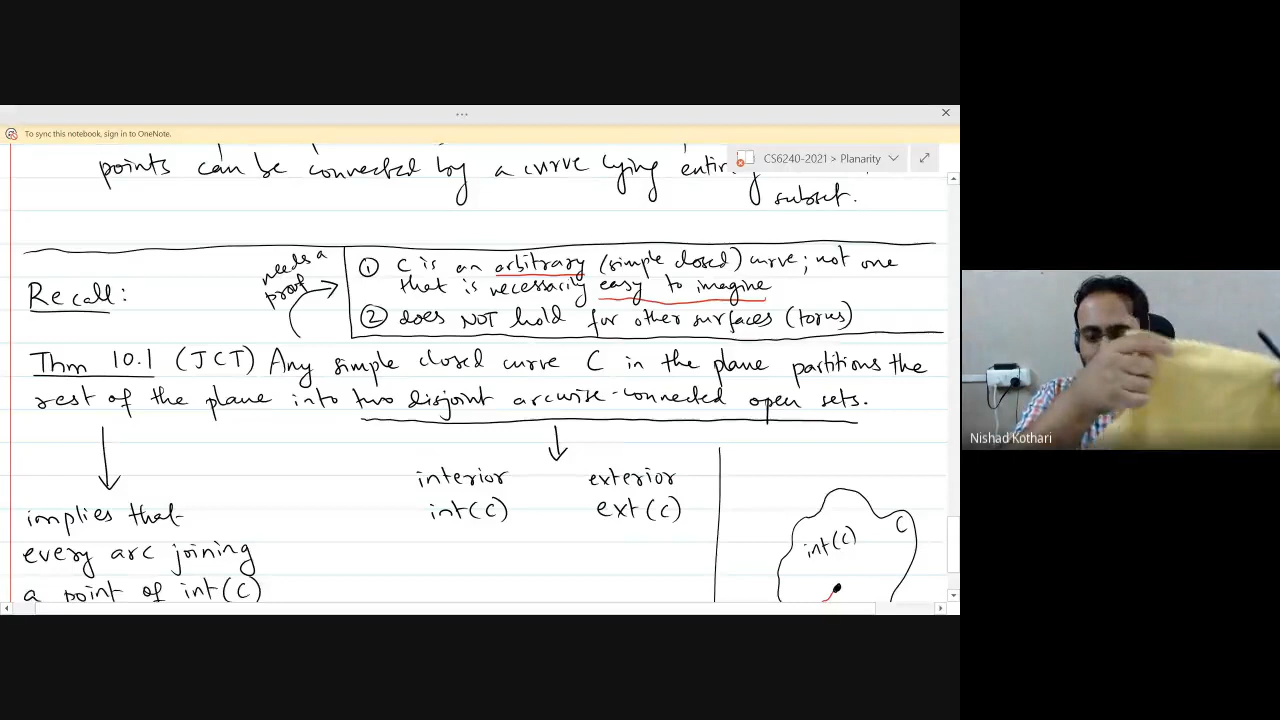 To sync this notebook, sign in to OneNote.
CS6240-2021 > Planarity
points can be connected by a curve lying
subset.
Recall:
needs a
proof
① C is an arbitrary (simple closed) curve; not one
that is necessarily easy to imagine
② does NOT hold for other surfaces (torus)
Thm 10.1 (JCT) Any simple closed curve C in the plane partitions the
rest of the plane into two disjoint arcwise-connected open sets.
interior exterior
int(C) ext(C)
implies that
every arc joining
a point of int(C)
int(C)
C
Nishad Kothari